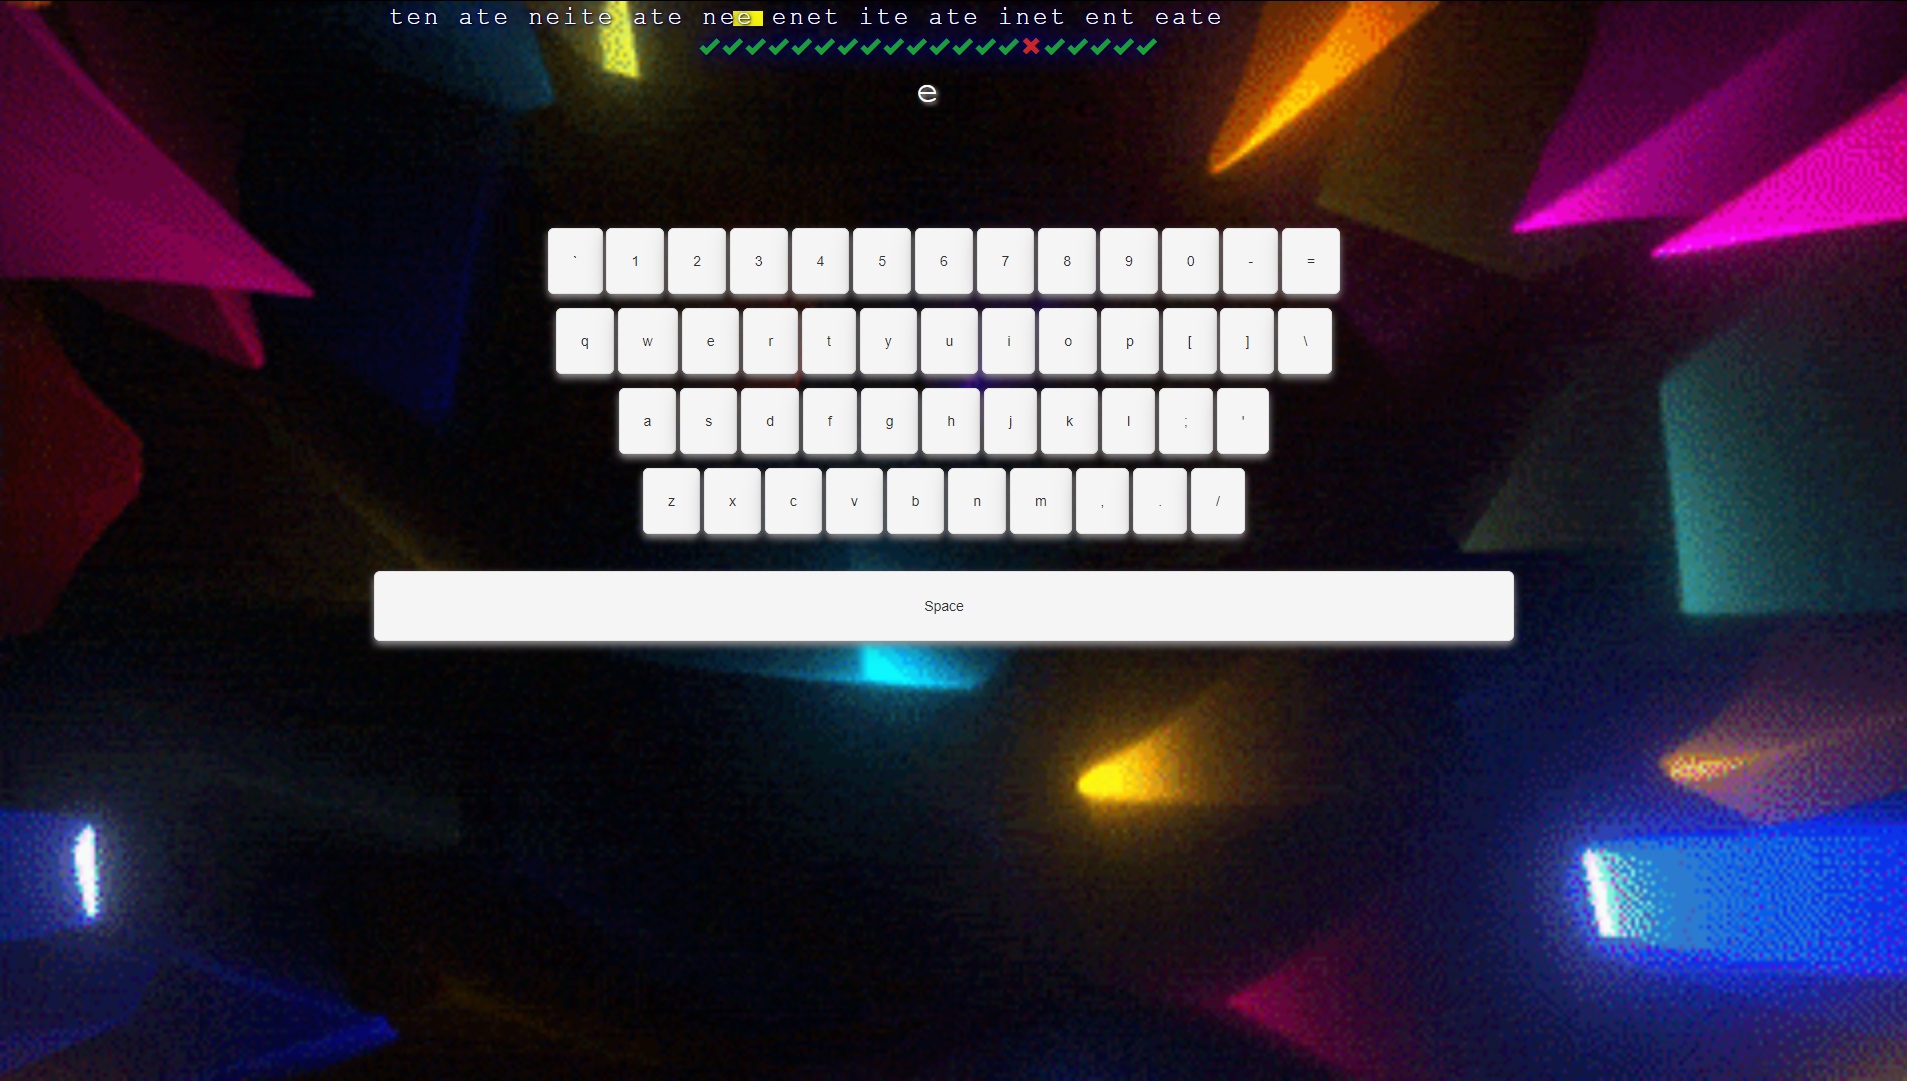 ten ate neite ate nee enet ite ate inet ent eate
e
` 1 2 3 4 5 6 7 8 9 0 - =
q w e r t y u i o p [ ] \
a s d f g h j k l ; '
z x c v b n m , . /
Space